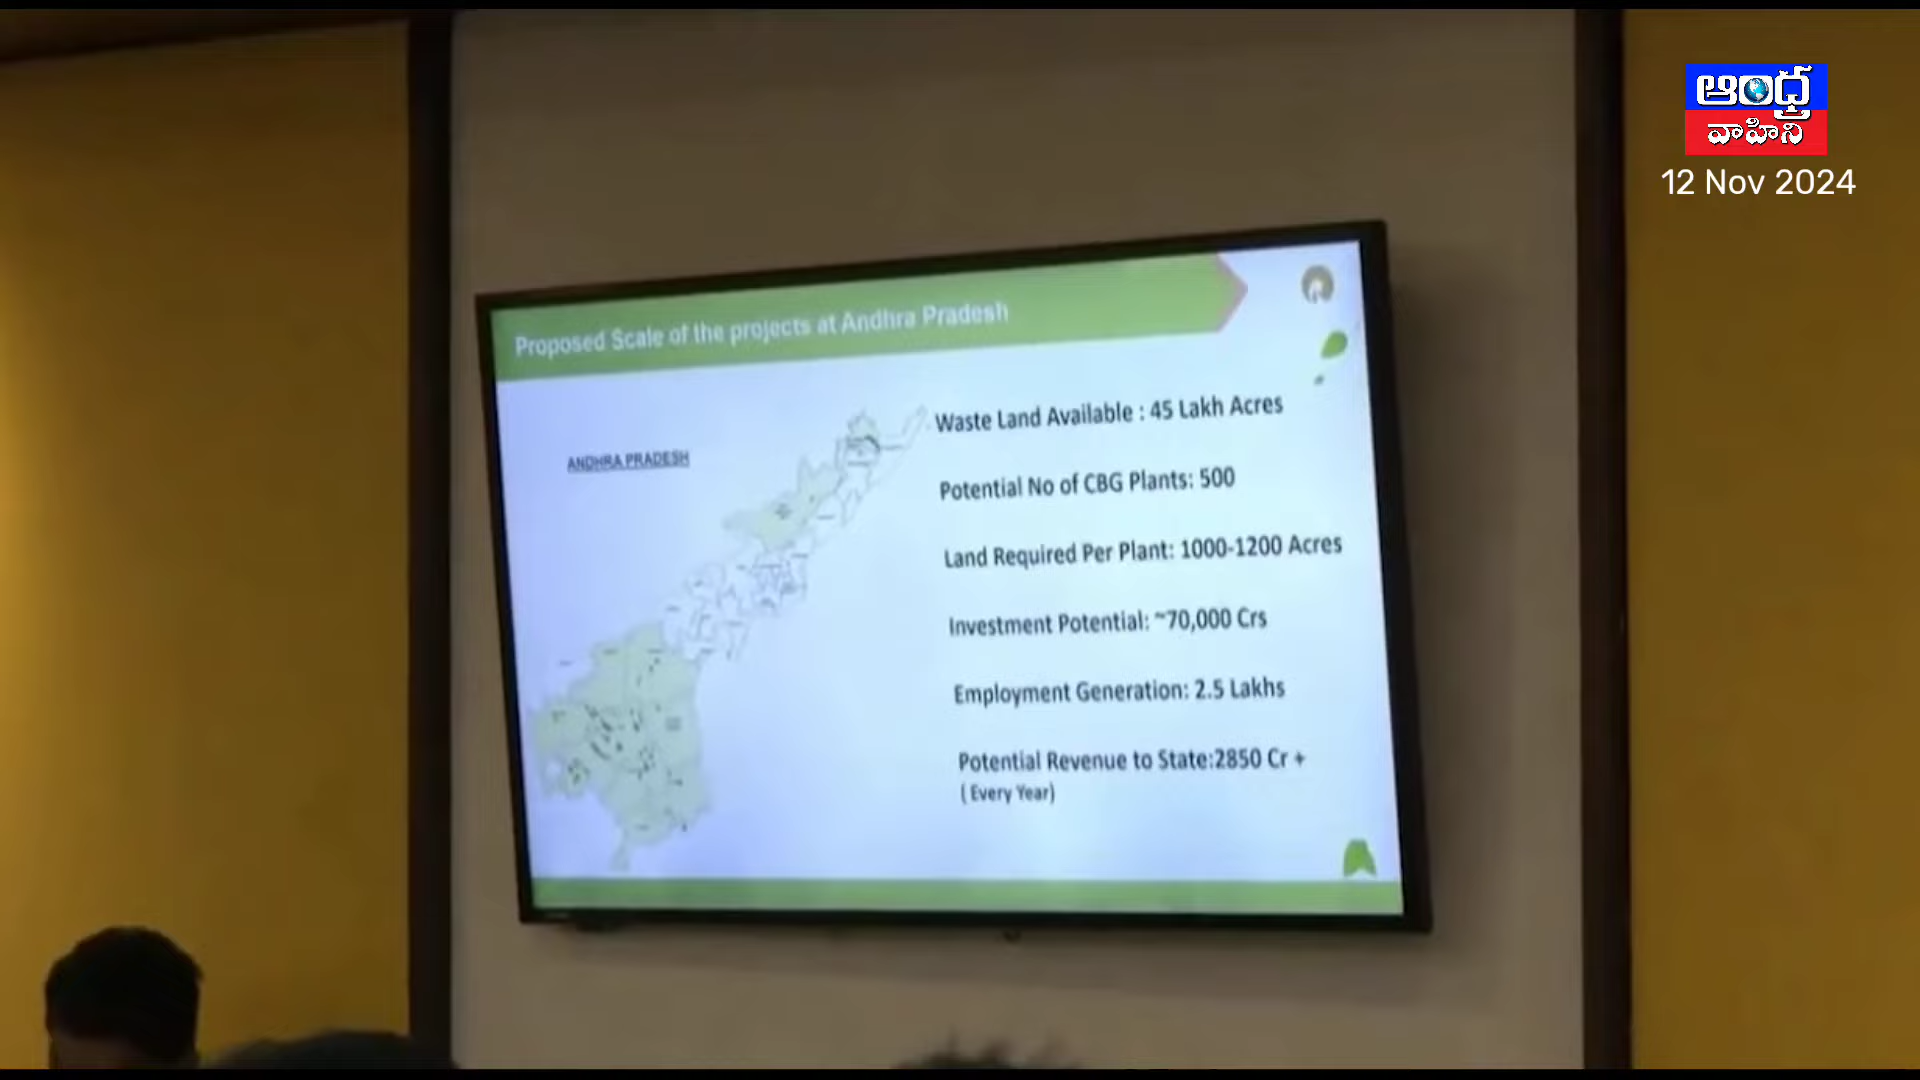 ఆంధ్ర
వాహిని
12 Nov 2024
Proposed Scale of the projects at Andhra Pradesh
ANDHRA PRADESH
Waste Land Available : 45 Lakh Acres
Potential No of CBG Plants: 500
Land Required Per Plant: 1000-1200 Acres
Investment Potential: ~70,000 Crs
Employment Generation: 2.5 Lakhs
Potential Revenue to State:2850 Cr +
( Every Year)